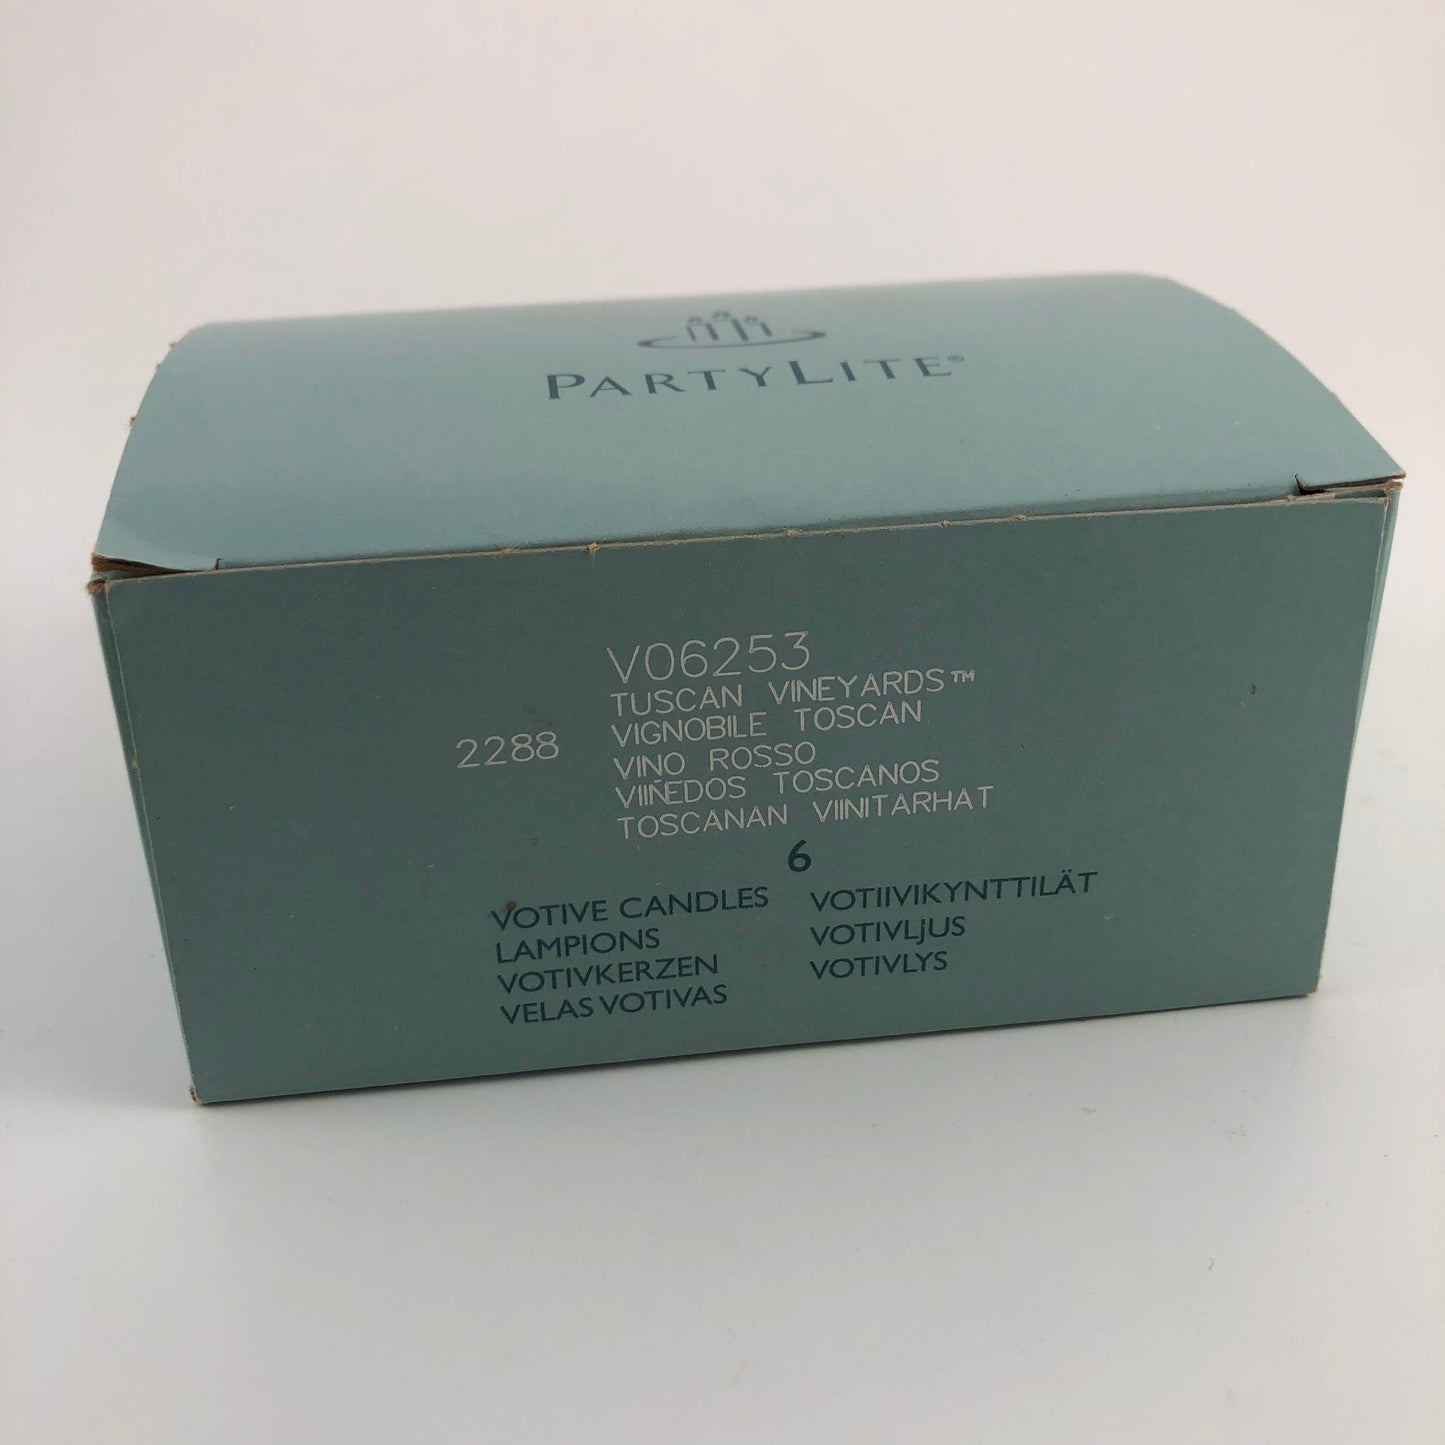 PARTYLITE®
V06253
TUSCAN VINEYARDS™
VIGNOBILE TOSCAN
2288
VINO ROSSO
VIIÑEDOS TOSCANOS
TOSCANAN VIINITARHAT
6
VOTIVE CANDLES
LAMPIONS
VOTIVKERZEN
VELAS VOTIVAS
VOTIIVIKYNTTILÄT
VOTIVLJUS
VOTIVLYS